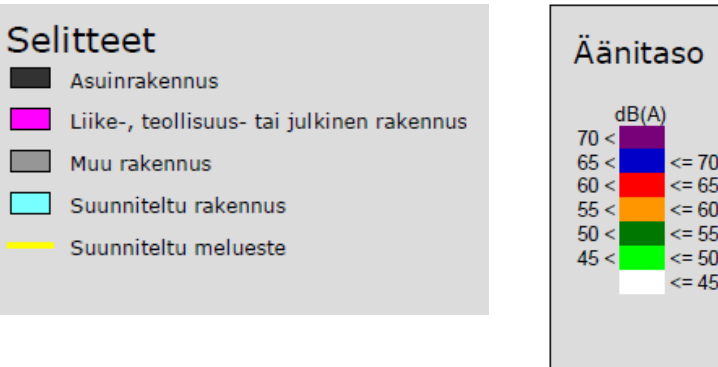 Selitteet
Asuinrakennus
Liike-, teollisuus- tai julkinen rakennus
Muu rakennus
Suunniteltu rakennus
Suunniteltu melueste
Äänitaso
dB(A)
70 <
65 < <= 70
60 < <= 65
55 < <= 60
50 < <= 55
45 < <= 50
<= 45